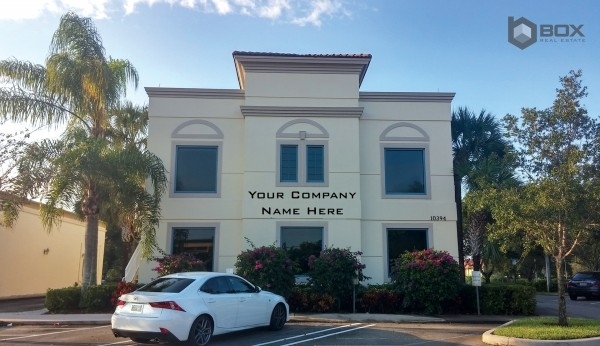 BOX
REAL ESTATE
YOUR COMPANY
NAME HERE
10394